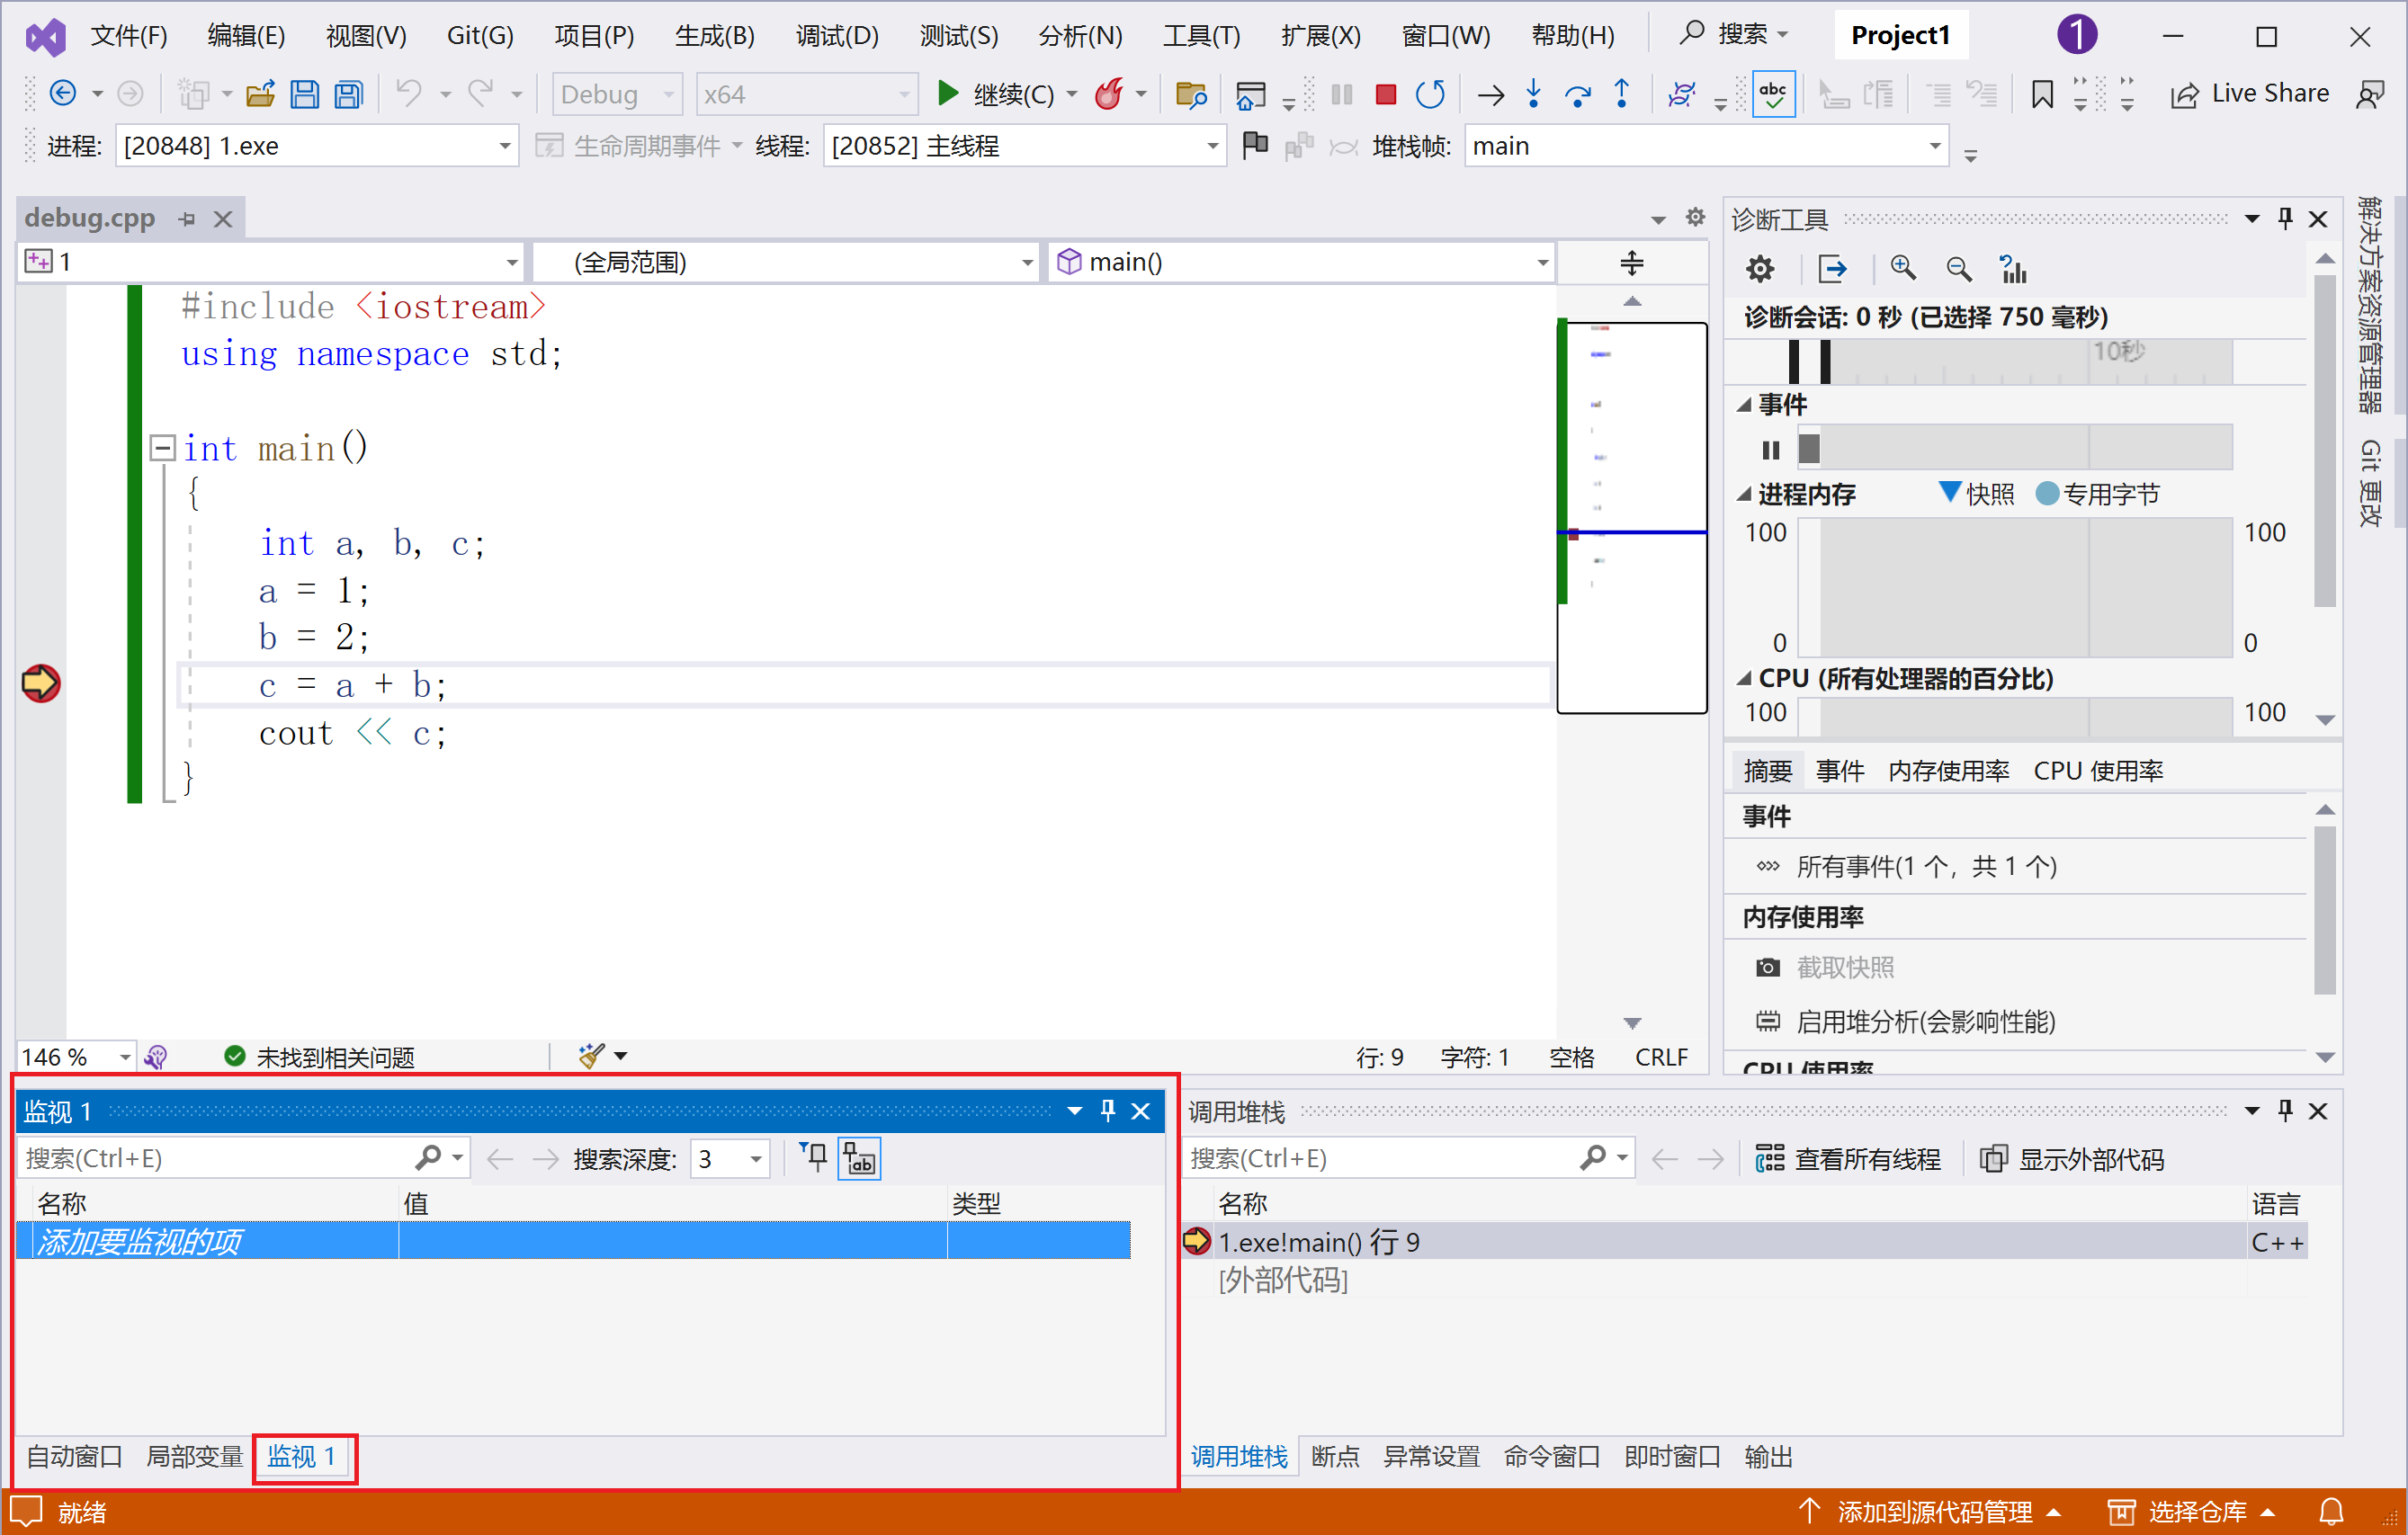 文件(F) 编辑(E) 视图(V) Git(G) 项目(P) 生成(B) 调试(D) 测试(S) 分析(N) 工具(T) 扩展(X) 窗口(W) 帮助(H) 搜索 Project1 1
Debug x64 继续(C) abc Live Share
进程: [20848] 1.exe 生命周期事件 线程: [20852] 主线程 堆栈帧: main
debug.cpp
1 (全局范围) main()
#include <iostream>
using namespace std;
int main()
{
int a, b, c;
a = 1;
b = 2;
c = a + b;
cout << c;
}
146 % 未找到相关问题 行: 9 字符: 1 空格 CRLF
诊断工具
诊断会话: 0 秒 (已选择 750 毫秒)
10秒
事件
进程内存 快照 专用字节
100 100
0 0
CPU (所有处理器的百分比)
100 100
摘要 事件 内存使用率 CPU 使用率
事件
所有事件(1 个，共 1 个)
内存使用率
截取快照
启用堆分析(会影响性能)
CPU 使用率
解决方案资源管理器
Git 更改
监视 1
搜索(Ctrl+E) 搜索深度: 3 ab
名称 值 类型
添加要监视的项
自动窗口 局部变量 监视 1
调用堆栈
搜索(Ctrl+E) 查看所有线程 显示外部代码
名称 语言
1.exe!main() 行 9 C++
[外部代码]
调用堆栈 断点 异常设置 命令窗口 即时窗口 输出
就绪 添加到源代码管理 选择仓库